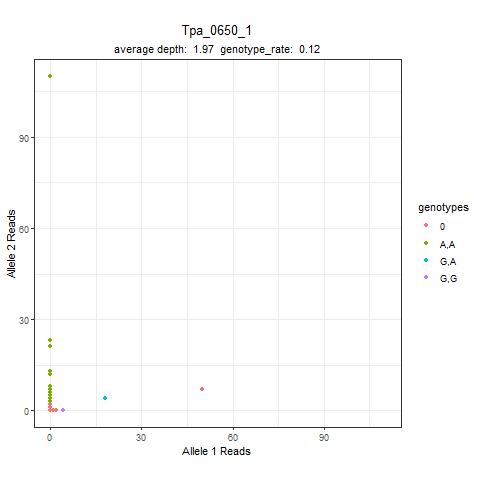 Tpa_0650_1
average depth: 1.97 genotype_rate: 0.12
Allele 2 Reads
90
60
30
0
0
30
60
90
Allele 1 Reads
genotypes
0
A,A
G,A
G,G